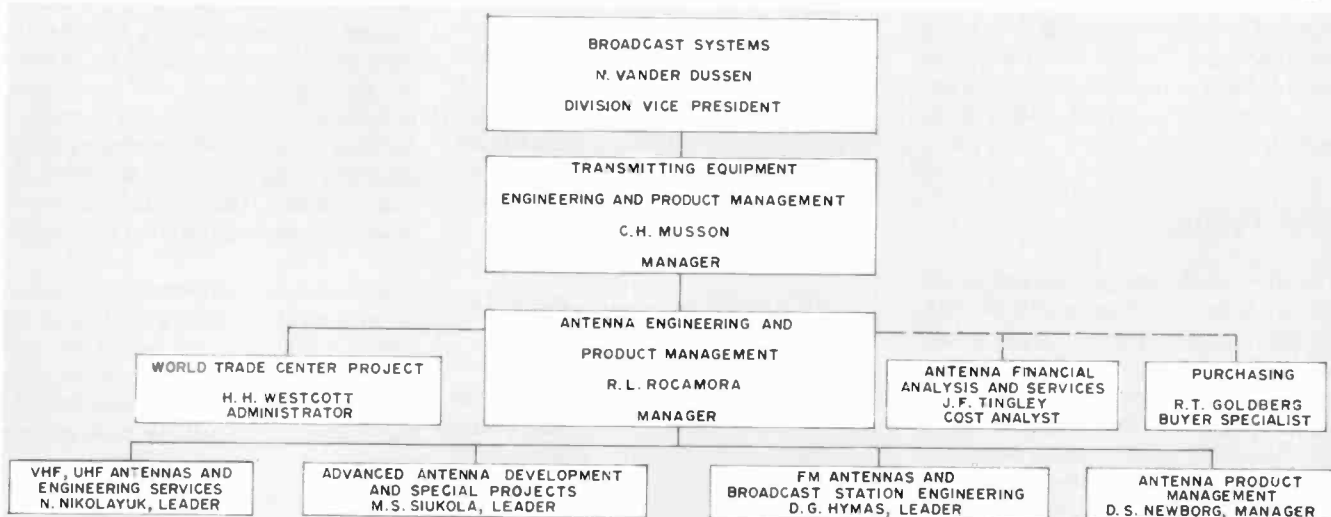 BROADCAST SYSTEMS
N. VANDER DUSSEN
DIVISION VICE PRESIDENT
TRANSMITTING EQUIPMENT
ENGINEERING AND PRODUCT MANAGEMENT
C.H. MUSSON
MANAGER
ANTENNA ENGINEERING AND
PRODUCT MANAGEMENT
R.L. ROCAMORA
MANAGER
WORLD TRADE CENTER PROJECT
H.H. WESTCOTT
ADMINISTRATOR
ANTENNA FINANCIAL
ANALYSIS AND SERVICES
J.F. TINGLEY
COST ANALYST
PURCHASING
R.T. GOLDBERG
BUYER SPECIALIST
VHF, UHF ANTENNAS AND
ENGINEERING SERVICES
N. NIKOLAYUK, LEADER
ADVANCED ANTENNA DEVELOPMENT
AND SPECIAL PROJECTS
M.S. SIUKOLA, LEADER
FM ANTENNAS AND
BROADCAST STATION ENGINEERING
D.G. HYMAS, LEADER
ANTENNA PRODUCT
MANAGEMENT
D.S. NEWBORG, MANAGER